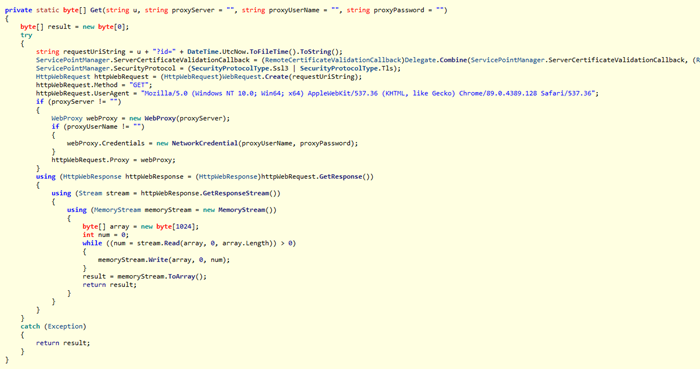 private static byte[] Get(string u, string proxyServer = "", string proxyUserName = "", string proxyPassword = "")
{
byte[] result = new byte[0];
try
{
string requestUriString = u + "?id=" + DateTime.UtcNow.ToFileTime().ToString();
ServicePointManager.ServerCertificateValidationCallback = (RemoteCertificateValidationCallback)Delegate.Combine(ServicePointManager.ServerCertificateValidationCallback, (R
ServicePointManager.SecurityProtocol = (SecurityProtocolType.Ssl3 | SecurityProtocolType.Tls);
HttpWebRequest httpWebRequest = (HttpWebRequest)WebRequest.Create(requestUriString);
httpWebRequest.Method = "GET";
httpWebRequest.UserAgent = "Mozilla/5.0 (Windows NT 10.0; Win64; x64) AppleWebKit/537.36 (KHTML, like Gecko) Chrome/89.0.4389.128 Safari/537.36";
if (proxyServer != "")
{
WebProxy webProxy = new WebProxy(proxyServer);
if (proxyUserName != "")
{
webProxy.Credentials = new NetworkCredential(proxyUserName, proxyPassword);
}
httpWebRequest.Proxy = webProxy;
}
using (HttpWebResponse httpWebResponse = (HttpWebResponse)httpWebRequest.GetResponse())
{
using (Stream stream = httpWebResponse.GetResponseStream())
{
using (MemoryStream memoryStream = new MemoryStream())
{
byte[] array = new byte[1024];
int num = 0;
while ((num = stream.Read(array, 0, array.Length)) > 0)
{
memoryStream.Write(array, 0, num);
}
result = memoryStream.ToArray();
return result;
}
}
}
}
catch (Exception)
{
return result;
}
}